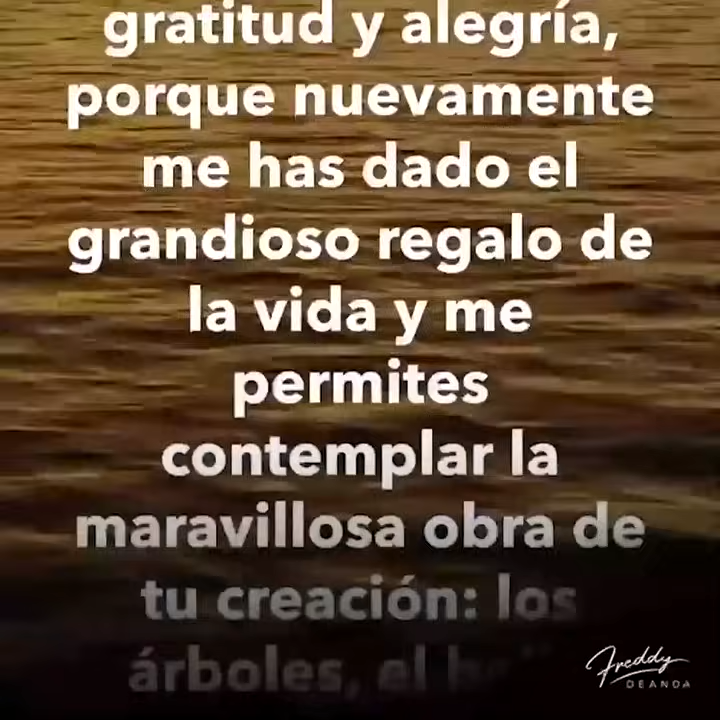 gratitud y alegría,
porque nuevamente
me has dado el
grandioso regalo de
la vida y me
permites
contemplar la
maravillosa obra de
tu creación: los
árboles, el
Freddy
DEANDA